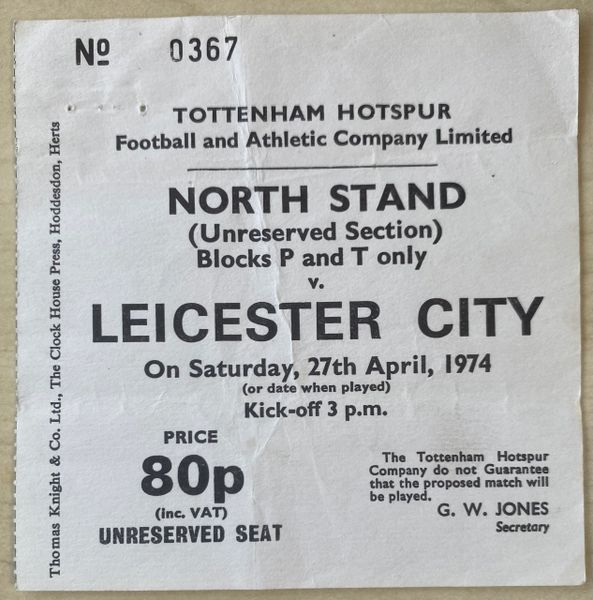 Nº 0367
TOTTENHAM HOTSPUR
Football and Athletic Company Limited
NORTH STAND
(Unreserved Section)
Blocks P and T only
v.
LEICESTER CITY
On Saturday, 27th April, 1974
(or date when played)
Kick-off 3 p.m.
PRICE
80p
(inc. VAT)
UNRESERVED SEAT
The Tottenham Hotspur
Company do not Guarantee
that the proposed match will
be played.
G. W. JONES
Secretary
Thomas Knight & Co. Ltd., The Clock House Press, Hoddesdon, Herts